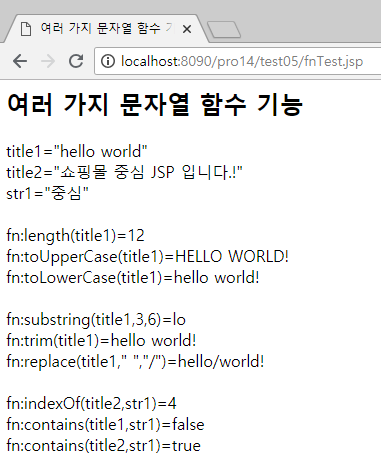 여러 가지 문자열 함수 기
localhost:8090/pro14/test05/fnTest.jsp
여러 가지 문자열 함수 기능
title1="hello world"
title2="쇼핑몰 중심 JSP 입니다.!"
str1="중심"
fn:length(title1)=12
fn:toUpperCase(title1)=HELLO WORLD!
fn:toLowerCase(title1)=hello world!
fn:substring(title1,3,6)=lo
fn:trim(title1)=hello world!
fn:replace(title1," ","/")=hello/world!
fn:indexOf(title2,str1)=4
fn:contains(title1,str1)=false
fn:contains(title2,str1)=true